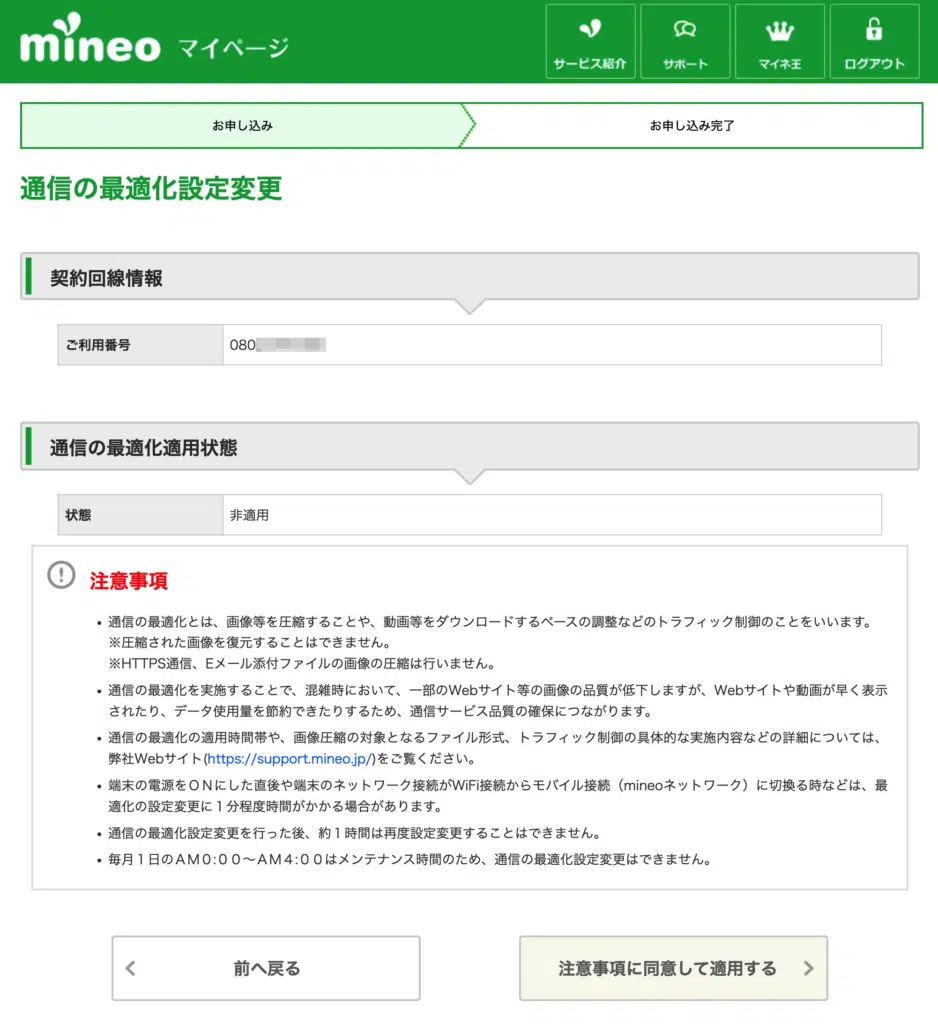 mineo マイページ
サービス紹介
サポート
マイネ王
ログアウト
お申し込み
お申し込み完了
通信の最適化設定変更
契約回線情報
ご利用番号 080
通信の最適化適用状態
状態 非適用
注意事項
• 通信の最適化とは、画像等を圧縮することや、動画等をダウンロードするペースの調整などのトラフィック制御のことをいいます。
※圧縮された画像を復元することはできません。
※HTTPS通信、Eメール添付ファイルの画像の圧縮は行いません。
• 通信の最適化を実施することで、混雑時において、一部のWebサイト等の画像の品質が低下しますが、Webサイトや動画が早く表示
されたり、データ使用量を節約できたりするため、通信サービス品質の確保につながります。
• 通信の最適化の適用時間帯や、画像圧縮の対象となるファイル形式、トラフィック制御の具体的な実施内容などの詳細については、
弊社Webサイト(https://support.mineo.jp/)をご覧ください。
• 端末の電源をＯＮにした直後や端末のネットワーク接続がWiFi接続からモバイル接続（mineoネットワーク）に切換る時などは、最
適化の設定変更に１分程度時間がかかる場合があります。
• 通信の最適化設定変更を行った後、約１時間は再度設定変更することはできません。
• 毎月１日のＡＭ０:００～ＡＭ４:００はメンテナンス時間のため、通信の最適化設定変更はできません。
前へ戻る
注意事項に同意して適用する